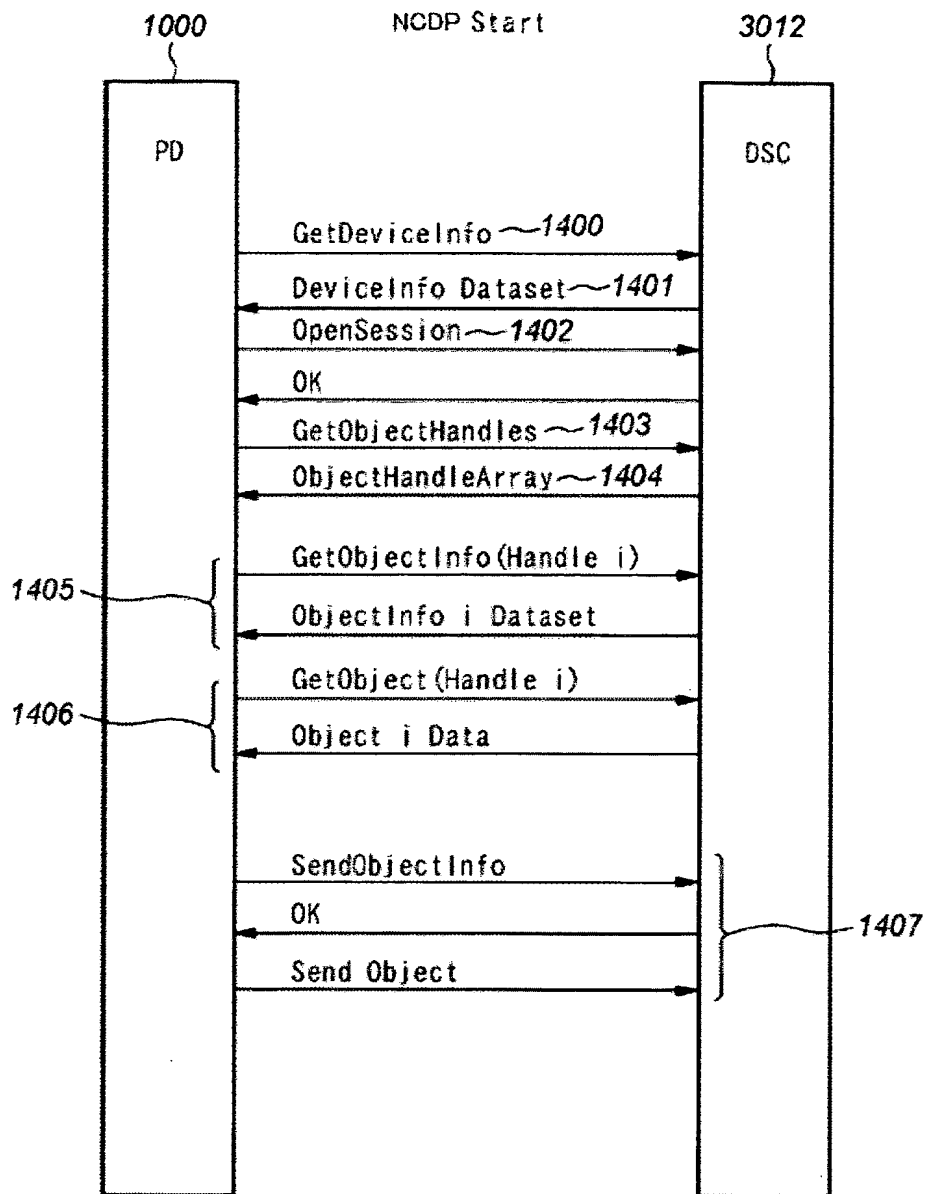 1000 NCDP Start 3012
PD DSC
GetDeviceInfo 1400
DeviceInfo Dataset 1401
OpenSession 1402
OK
GetObjectHandles 1403
ObjectHandleArray 1404
GetObjectInfo(Handle i)
1405
ObjectInfo i Dataset
GetObject(Handle i)
1406
Object i Data
SendObjectInfo
OK
1407
Send Object